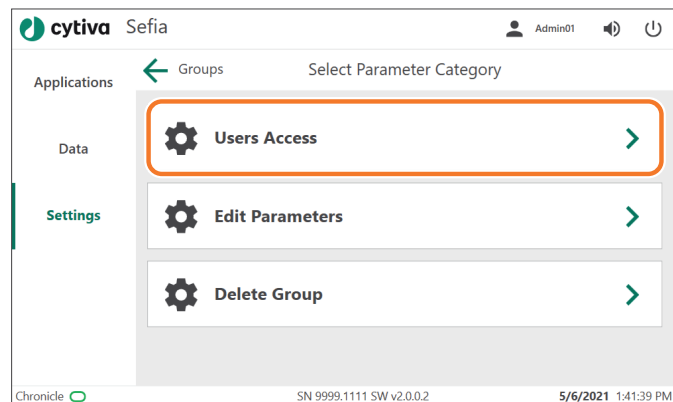 cytiva Sefia Admin01
Applications
Data
Settings
Groups Select Parameter Category
Users Access
Edit Parameters
Delete Group
Chronicle SN 9999.1111 SW v2.0.0.2 5/6/2021 1:41:39 PM